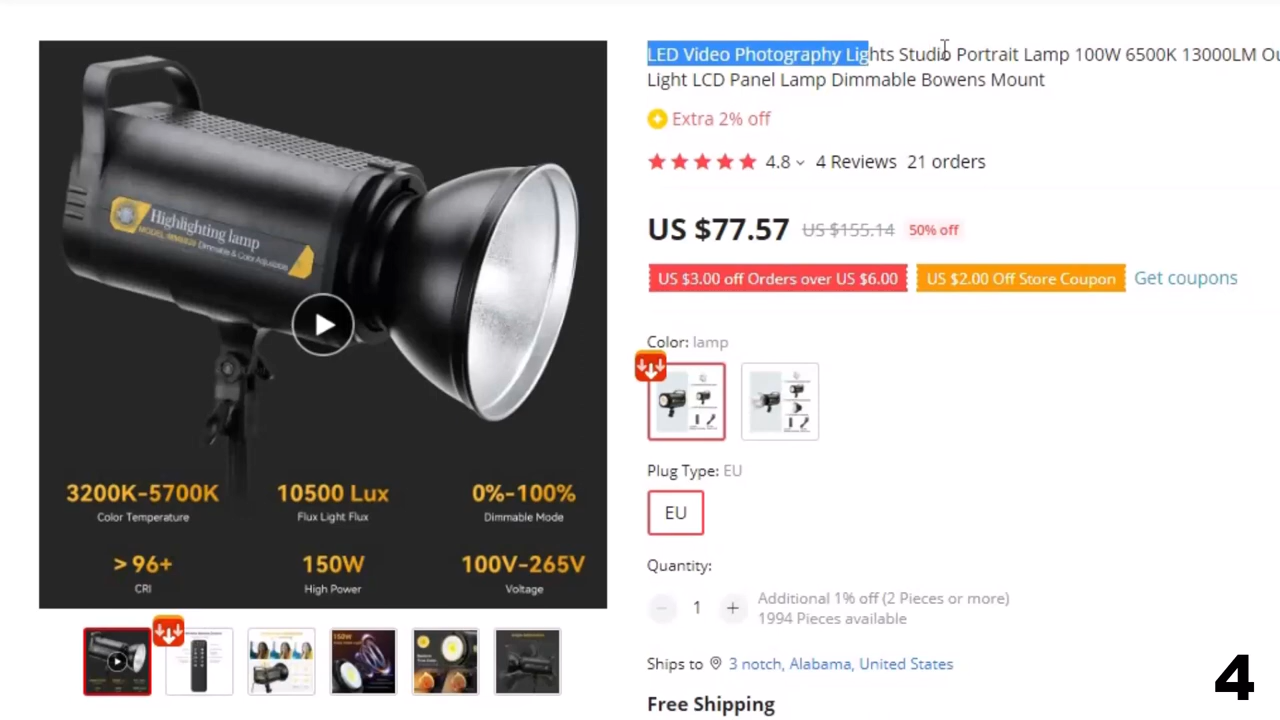 LED Video Photography Lights Studio Portrait Lamp 100W 6500K 13000LM
Light LCD Panel Lamp Dimmable Bowens Mount
Extra 2% off
4.8 4 Reviews 21 orders
US $77.57 US $155.14 50% off
US $3.00 off Orders over US $6.00 US $2.00 Off Store Coupon Get coupons
Color: lamp
Plug Type: EU
EU
Quantity:
1
Additional 1% off (2 Pieces or more)
1994 Pieces available
Ships to 3 notch, Alabama, United States
Free Shipping
Highlighting lamp
Dimmable & Color Adjustable
3200K-5700K
Color Temperature
10500 Lux
Flux Light Flux
0%-100%
Dimmable Mode
> 96+
CRI
150W
High Power
100V-265V
Voltage
150W
4